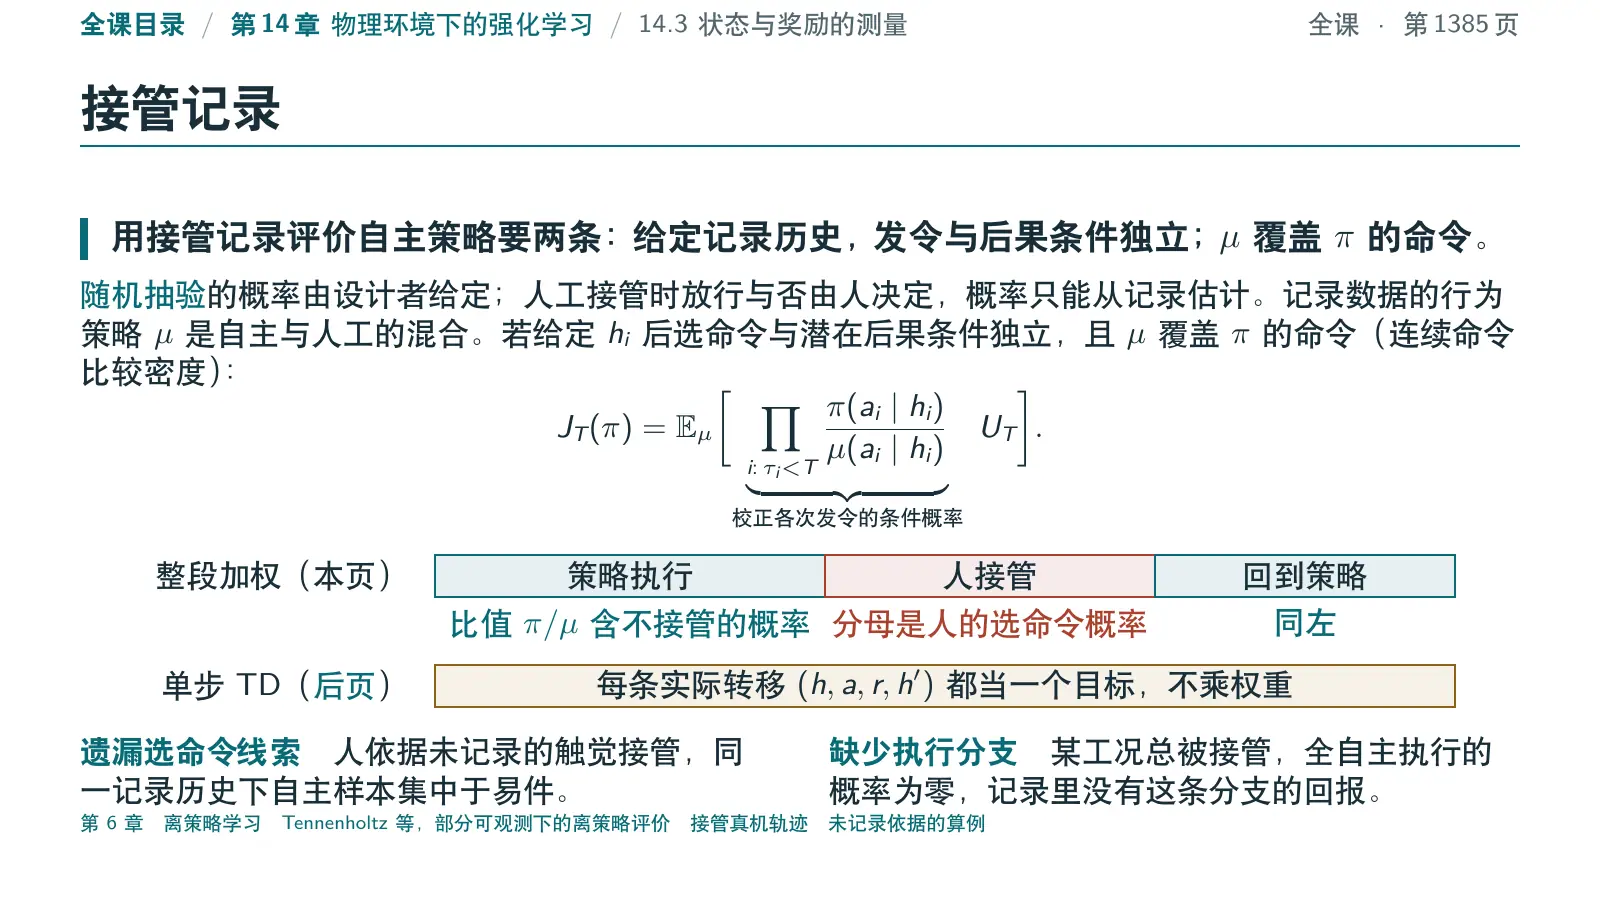 全课目录 / 第 14 章 物理环境下的强化学习 / 14.3 状态与奖励的测量
全课 · 第 1385 页
接管记录
用接管记录评价自主策略要两条：给定记录历史，发令与后果条件独立；μ 覆盖 π 的命令。
随机抽验的概率由设计者给定；人工接管时放行与否由人决定，概率只能从记录估计。记录数据的行为
策略 μ 是自主与人工的混合。若给定 h_i 后选命令与潜在后果条件独立，且 μ 覆盖 π 的命令（连续命令
比较密度）：
J_T(π) = 𝔼_μ [ ∏_{i: τ_i<T} π(a_i | h_i) / μ(a_i | h_i) U_T ].
校正各次发令的条件概率
整段加权（本页） 策略执行 人接管 回到策略
比值 π/μ 含不接管的概率 分母是人的选命令概率 同左
单步 TD（后页） 每条实际转移 (h, a, r, h′) 都当一个目标，不乘权重
遗漏选命令线索 人依据未记录的触觉接管，同
一记录历史下自主样本集中于易件。
缺少执行分支 某工况总被接管，全自主执行的
概率为零，记录里没有这条分支的回报。
第 6 章 离策略学习 Tennenholtz 等，部分可观测下的离策略评价 接管真机轨迹 未记录依据的算例